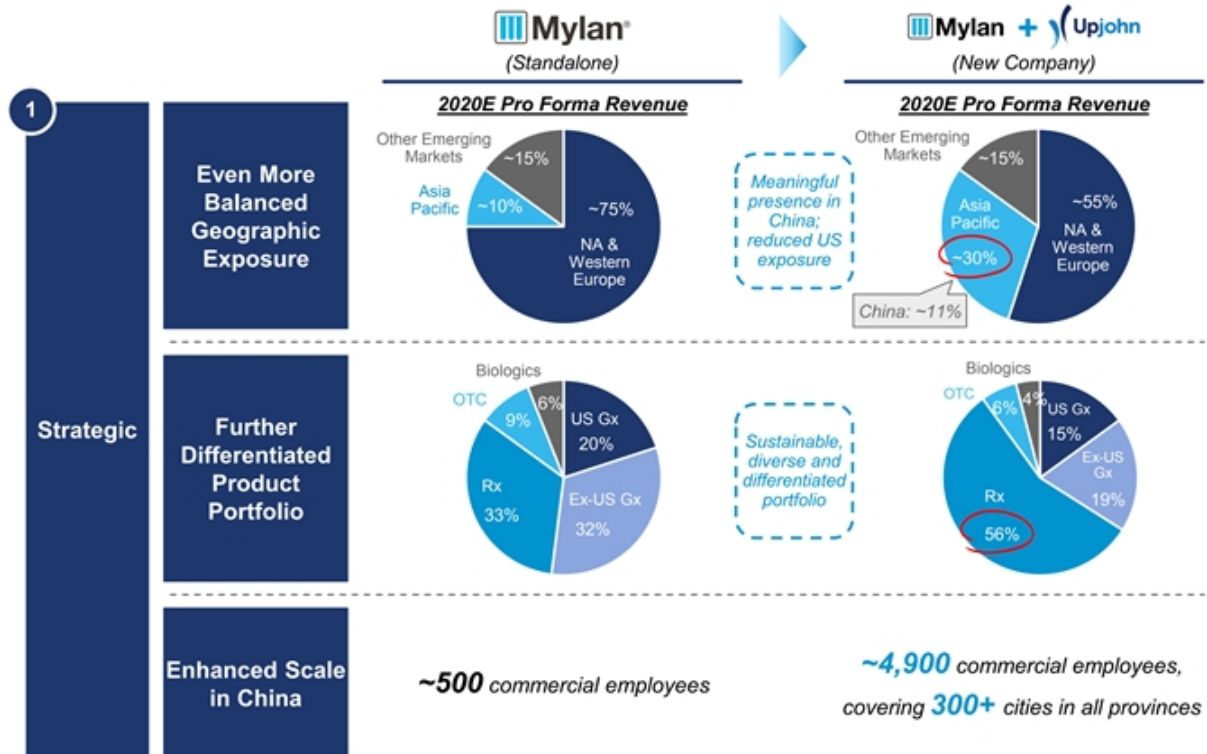 Mylan®
(Standalone)
Mylan + Upjohn
(New Company)
1
Strategic
Even More
Balanced
Geographic
Exposure
2020E Pro Forma Revenue
Other Emerging
Markets
~15%
Asia
Pacific
~10%
~75%
NA &
Western
Europe
Meaningful
presence in
China;
reduced US
exposure
2020E Pro Forma Revenue
Other Emerging
Markets
~15%
Asia
Pacific
~30%
~55%
NA &
Western
Europe
China: ~11%
Further
Differentiated
Product
Portfolio
Biologics
6%
OTC
9%
US Gx
20%
Rx
33%
Ex-US Gx
32%
Sustainable,
diverse and
differentiated
portfolio
Biologics
4%
OTC
6%
US Gx
15%
Ex-US
Gx
19%
Rx
56%
Enhanced Scale
in China
~500 commercial employees
~4,900 commercial employees,
covering 300+ cities in all provinces